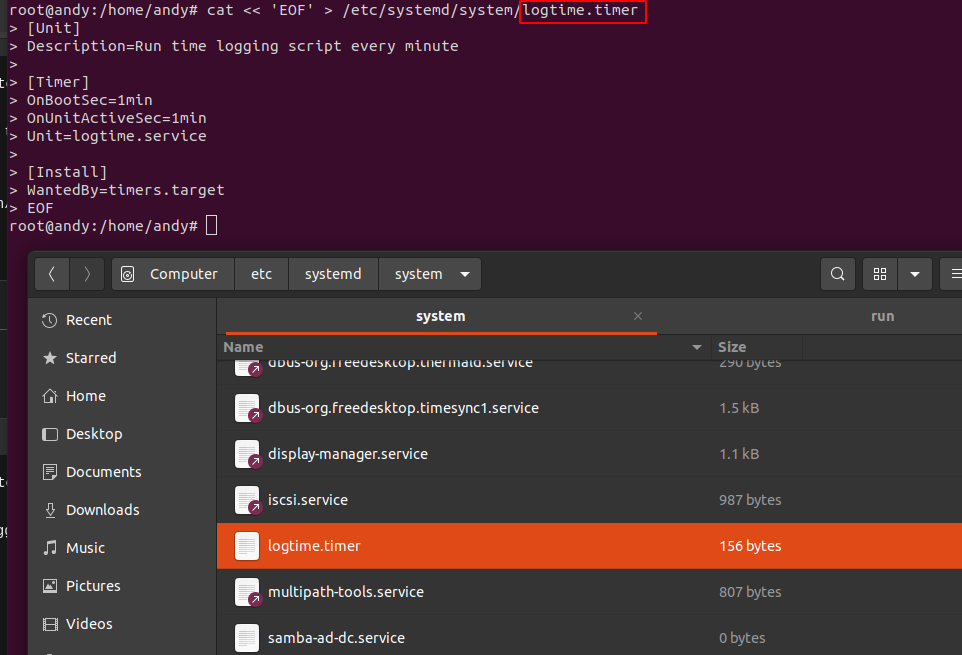 root@andy:/home/andy# cat << 'EOF' > /etc/systemd/system/logtime.timer
> [Unit]
> Description=Run time logging script every minute
>
> [Timer]
> OnBootSec=1min
> OnUnitActiveSec=1min
> Unit=logtime.service
>
> [Install]
> WantedBy=timers.target
> EOF
root@andy:/home/andy#
Computer etc systemd system
system × run
Name Size
Recent
Starred
Home
Desktop
Documents
Downloads
Music
Pictures
Videos
dbus-org.freedesktop.thermald.service 290 bytes
dbus-org.freedesktop.timesync1.service 1.5 kB
display-manager.service 1.1 kB
iscsi.service 987 bytes
logtime.timer 156 bytes
multipath-tools.service 807 bytes
samba-ad-dc.service 0 bytes